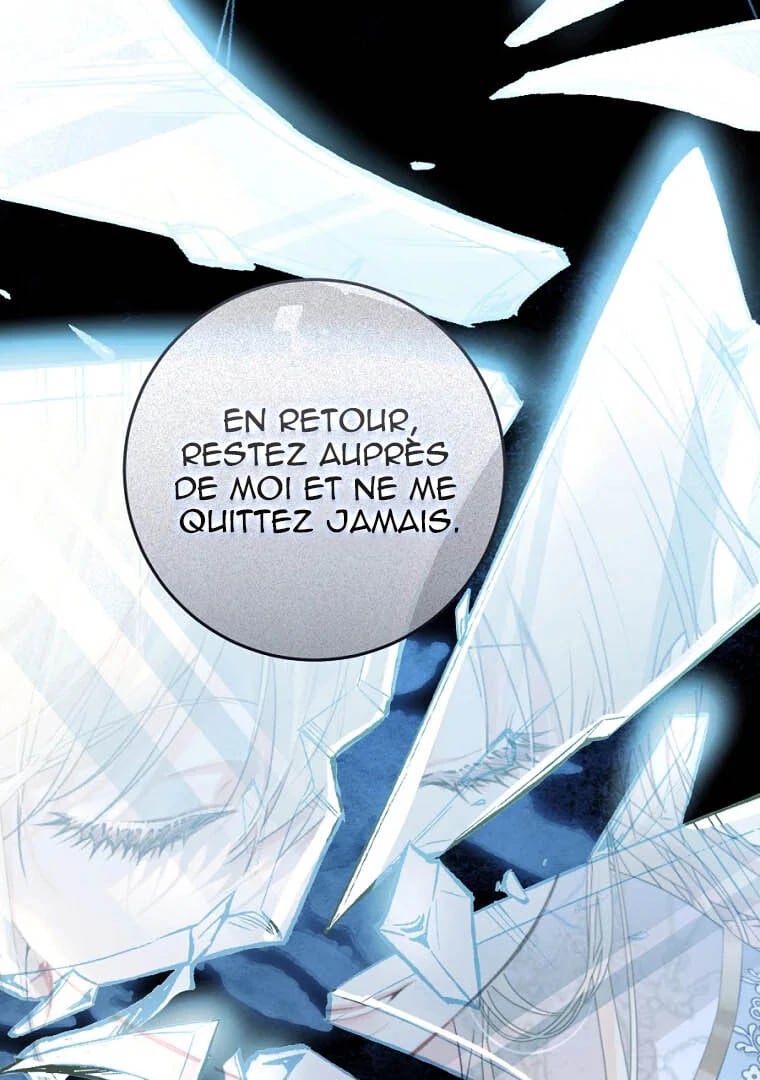 EN RETOUR,
RESTEZ AUPRÈS
DE MOI ET NE ME
QUITTEZ JAMAIS.